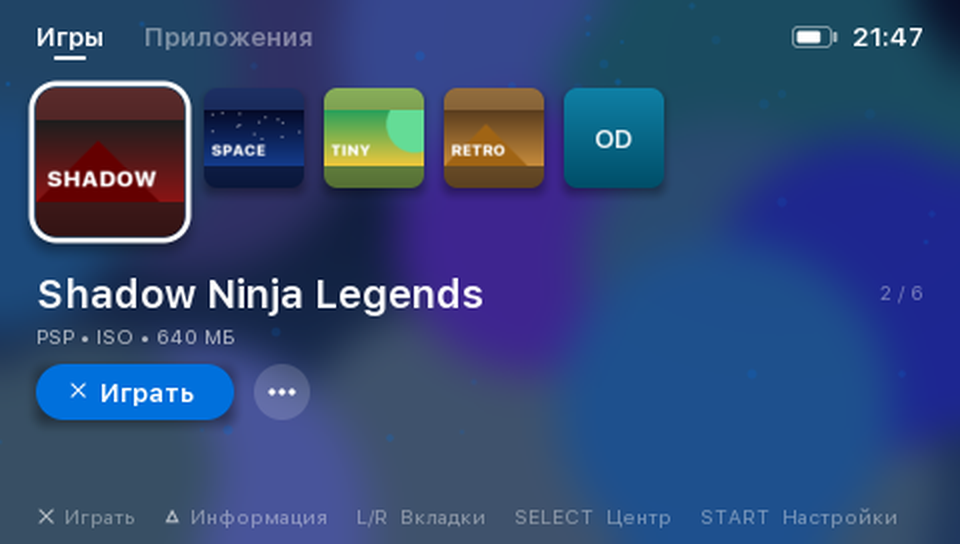 Игры Приложения 21:47
SHADOW SPACE TINY RETRO OD
Shadow Ninja Legends
2 / 6
PSP • ISO • 640 МБ
× Играть •••
× Играть △ Информация L/R Вкладки SELECT Центр START Настройки